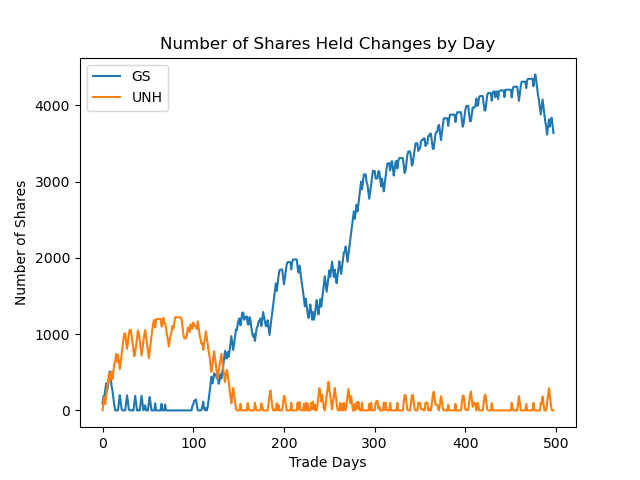 Number of Shares Held Changes by Day
GS
UNH
4000
3000
2000
1000
0
Number of Shares
0 100 200 300 400 500
Trade Days